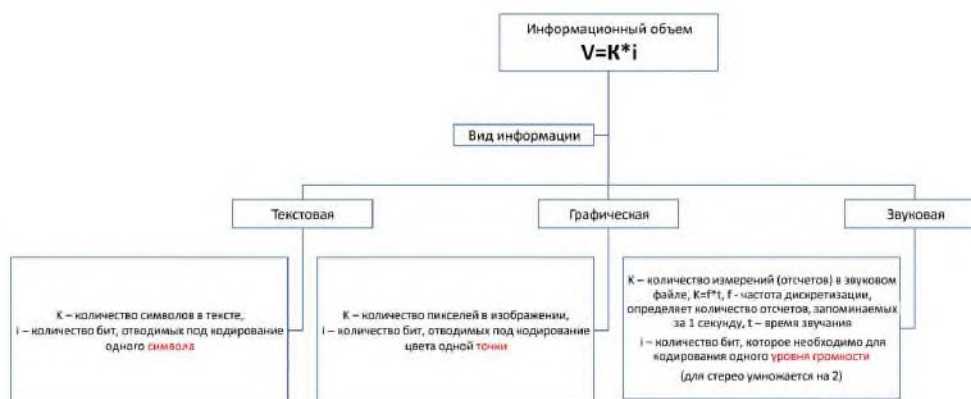 Информационный объем
V=K*i
Вид информации
Текстовая
Графическая
Звуковая
К – количество символов в тексте,
i – количество бит, отводимых под кодирование
одного символа
К – количество пикселей в изображении,
i – количество бит, отводимых под кодирование
цвета одной точки
К – количество измерений (отсчетов) в звуковом
файле, K=f*t, f - частота дискретизации,
определяет количество отсчетов, запоминаемых
за 1 секунду, t – время звучания
i – количество бит, которое необходимо для
кодирования одного уровня громкости
(для стерео умножается на 2)